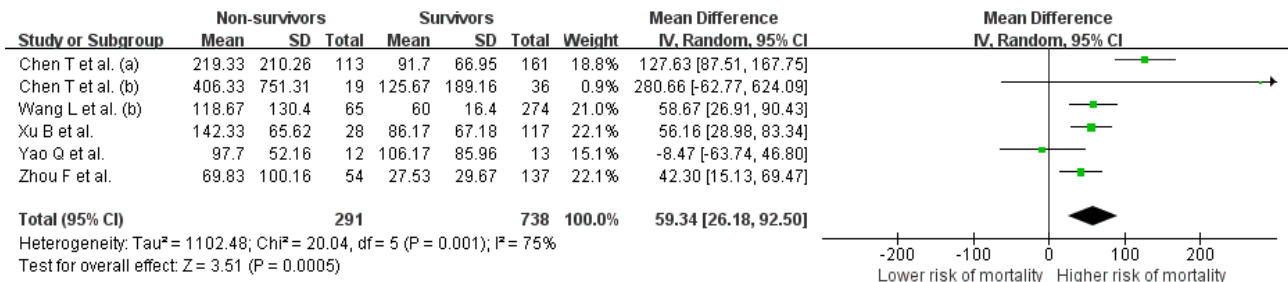 Non-survivors Survivors Mean Difference Mean Difference
Study or Subgroup Mean SD Total Mean SD Total Weight IV, Random, 95% CI IV, Random, 95% CI
Chen T et al. (a) 219.33 210.26 113 91.7 66.95 161 18.8% 127.63 [87.51, 167.75]
Chen T et al. (b) 406.33 751.31 19 125.67 189.16 36 0.9% 280.66 [-62.77, 624.09]
Wang L et al. (b) 118.67 130.4 65 60 16.4 274 21.0% 58.67 [26.91, 90.43]
Xu B et al. 142.33 65.62 28 86.17 67.18 117 22.1% 56.16 [28.98, 83.34]
Yao Q et al. 97.7 52.16 12 106.17 85.96 13 15.1% -8.47 [-63.74, 46.80]
Zhou F et al. 69.83 100.16 54 27.53 29.67 137 22.1% 42.30 [15.13, 69.47]
Total (95% CI) 291 738 100.0% 59.34 [26.18, 92.50]
Heterogeneity: Tau² = 1102.48; Chi² = 20.04, df = 5 (P = 0.001); I² = 75%
Test for overall effect: Z = 3.51 (P = 0.0005)
-200 -100 0 100 200
Lower risk of mortality Higher risk of mortality